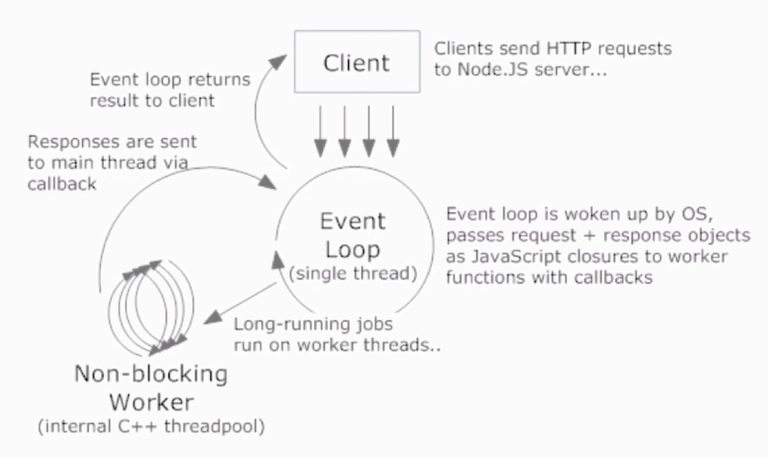 Client
Clients send HTTP requests
to Node.JS server...
Event loop returns
result to client
Responses are sent
to main thread via
callback
Event
Loop
(single thread)
Event loop is woken up by OS,
passes request + response objects
as JavaScript closures to worker
functions with callbacks
Long-running jobs
run on worker threads..
Non-blocking
Worker
(internal C++ threadpool)